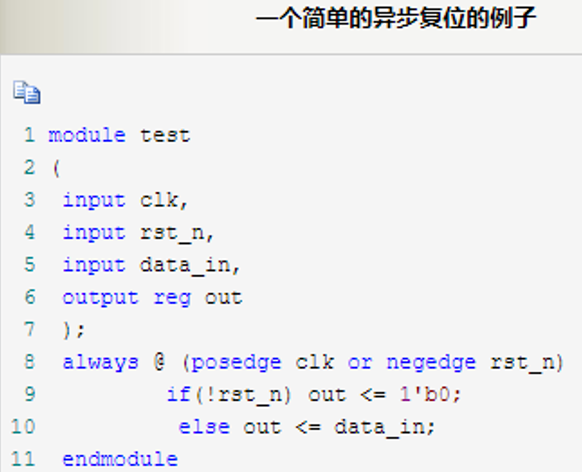 一个简单的异步复位的例子
1 module test
2 (
3 input clk,
4 input rst_n,
5 input data_in,
6 output reg out
7 );
8 always @ (posedge clk or negedge rst_n)
9 if(!rst_n) out <= 1'b0;
10 else out <= data_in;
11 endmodule